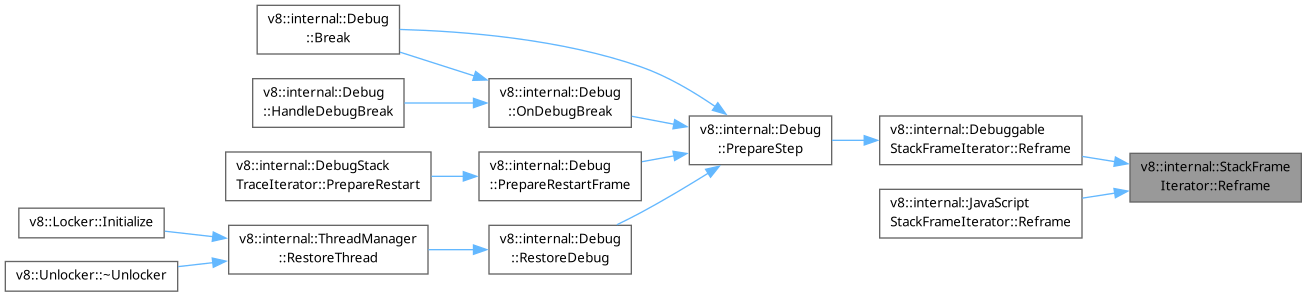 v8::internal::Debug
::Break
v8::internal::Debug
::HandleDebugBreak
v8::internal::Debug
::OnDebugBreak
v8::internal::Debug
::PrepareStep
v8::internal::Debuggable
StackFrameIterator::Reframe
v8::internal::StackFrame
Iterator::Reframe
v8::internal::DebugStack
TraceIterator::PrepareRestart
v8::internal::Debug
::PrepareRestartFrame
v8::internal::JavaScript
StackFrameIterator::Reframe
v8::Locker::Initialize
v8::internal::ThreadManager
::RestoreThread
v8::internal::Debug
::RestoreDebug
v8::Unlocker::~Unlocker